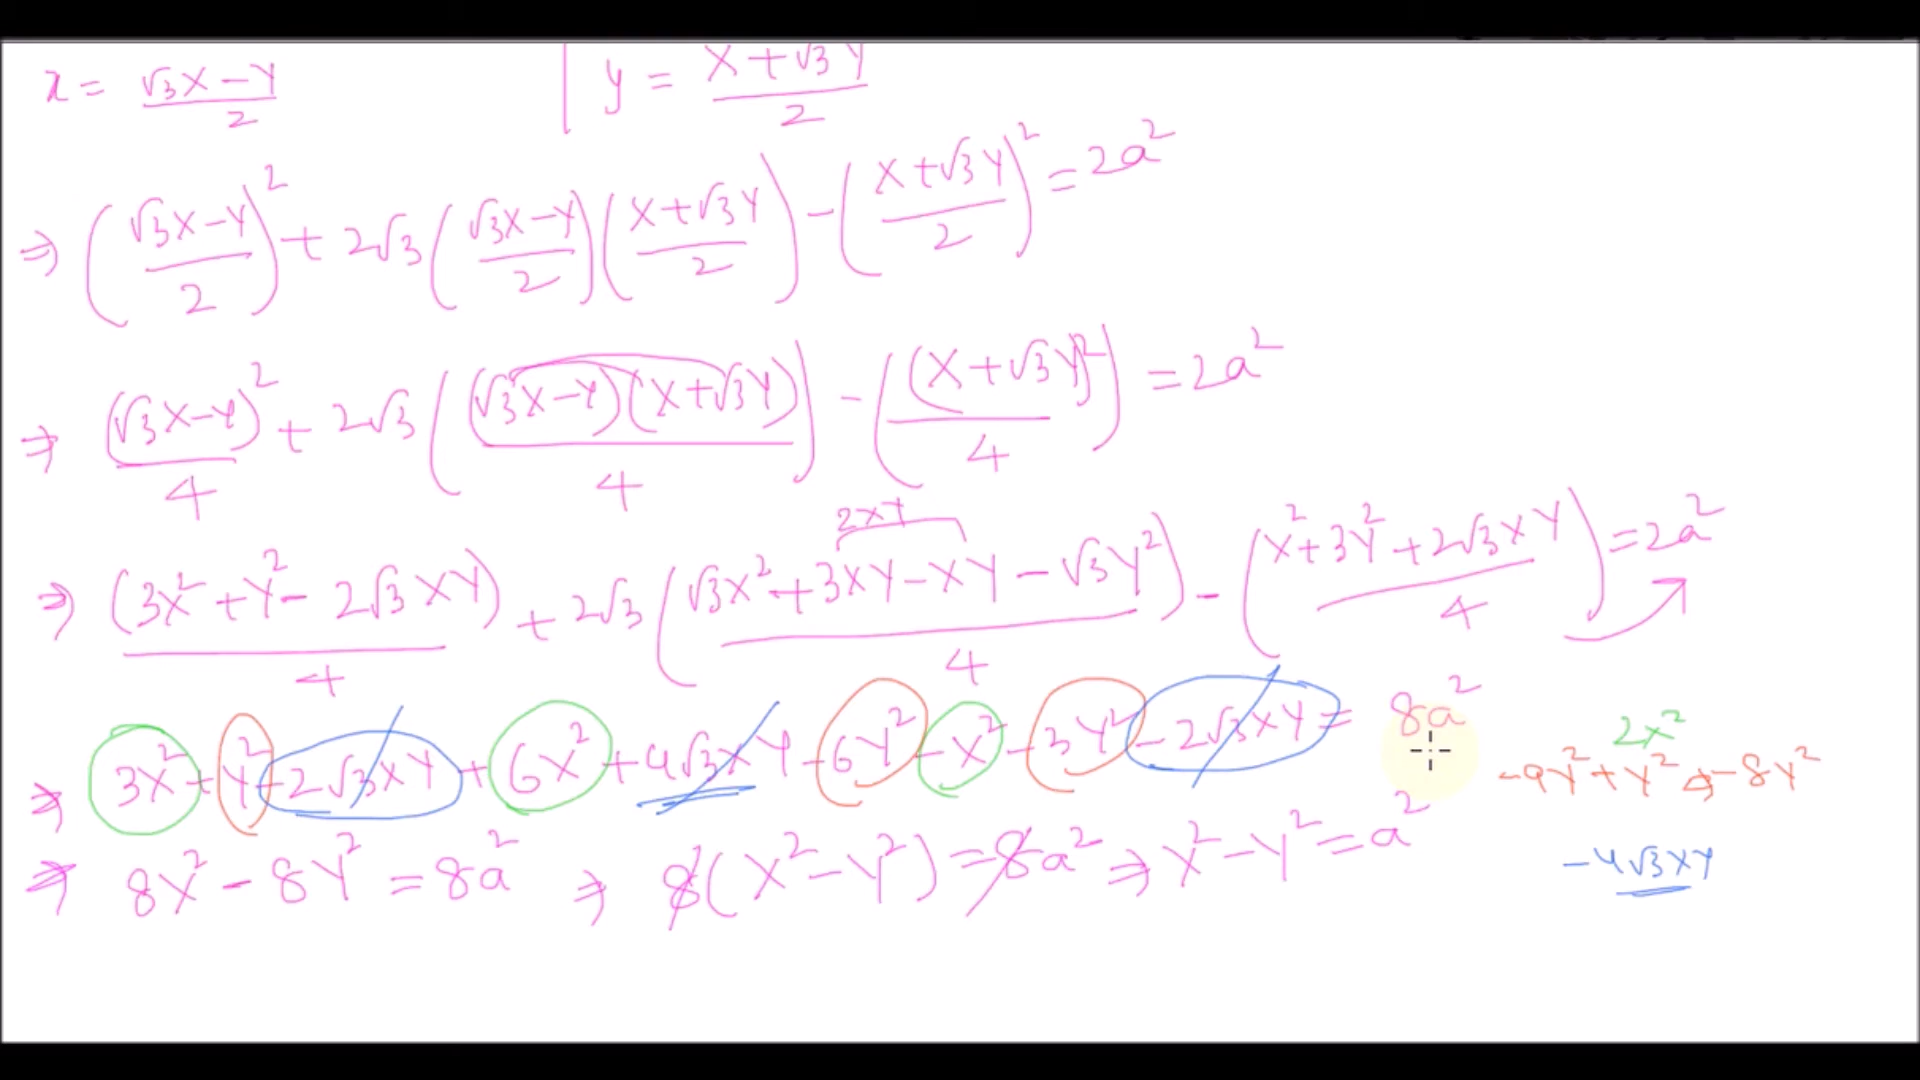 x = (√3X − Y)/2 | y = (X + √3Y)/2
⇒ ((√3X − Y)/2)² + 2√3 ((√3X − Y)/2)((X + √3Y)/2) − ((X + √3Y)/2)² = 2a²
⇒ (√3X − Y)²/4 + 2√3 ((√3X − Y)(X + √3Y)/4) − ((X + √3Y)²/4) = 2a²
2XY
⇒ (3X² + Y² − 2√3XY)/4 + 2√3 ((√3X² + 3XY − XY − √3Y²)/4) − ((X² + 3Y² + 2√3XY)/4) = 2a²
⇒ 3X² + Y² − 2√3XY + 6X² + 4√3XY − 6Y² − X² − 3Y² − 2√3XY = 8a²
2X²
−9Y² + Y² ⇒ −8Y²
⇒ 8X² − 8Y² = 8a² ⇒ 8(X² − Y²) = 8a² ⇒ X² − Y² = a²
−4√3XY